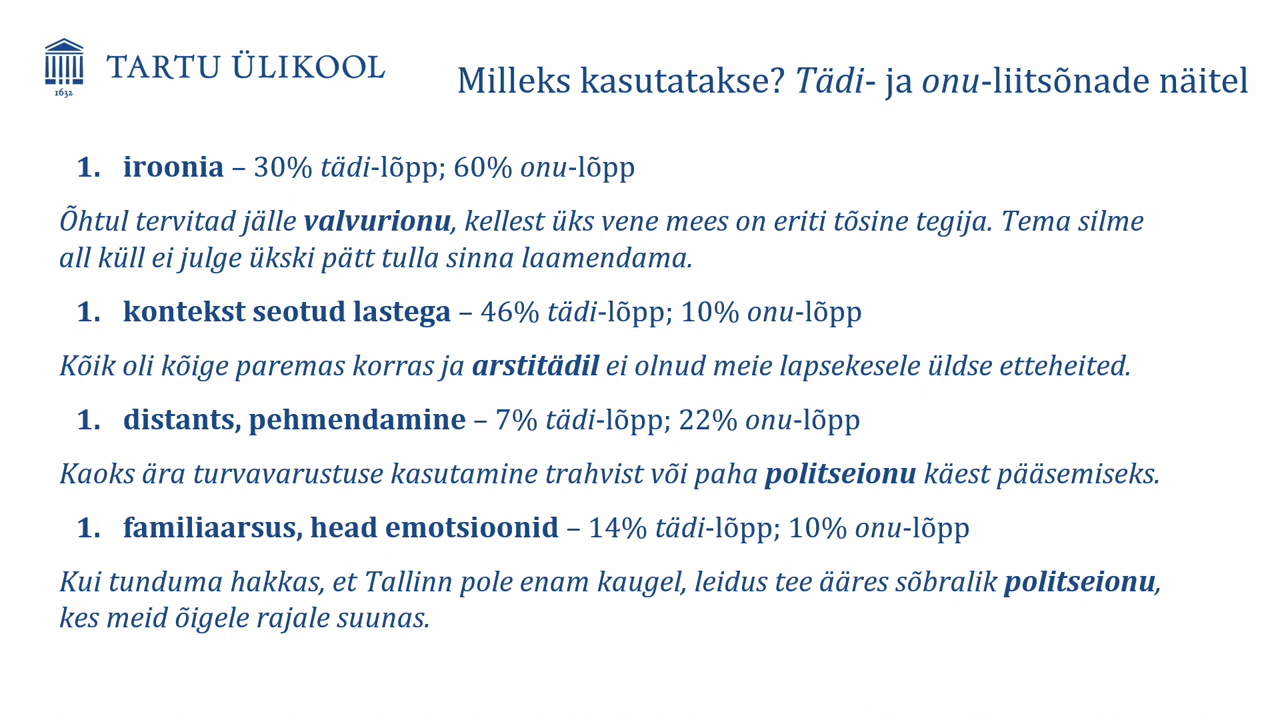 TARTU ÜLIKOOL
1632
Milleks kasutatakse? Tädi- ja onu-liitsõnade näitel
1. iroonia – 30% tädi-lõpp; 60% onu-lõpp
Õhtul tervitad jälle valvurionu, kellest üks vene mees on eriti tõsine tegija. Tema silme
all küll ei julge ükski pätt tulla sinna laamendama.
1. kontekst seotud lastega – 46% tädi-lõpp; 10% onu-lõpp
Kõik oli kõige paremas korras ja arstitädil ei olnud meie lapsekesele üldse etteheited.
1. distants, pehmendamine – 7% tädi-lõpp; 22% onu-lõpp
Kaoks ära turvavarustuse kasutamine trahvist või paha politseionu käest pääsemiseks.
1. familiaarsus, head emotsioonid – 14% tädi-lõpp; 10% onu-lõpp
Kui tunduma hakkas, et Tallinn pole enam kaugel, leidus tee ääres sõbralik politseionu,
kes meid õigele rajale suunas.